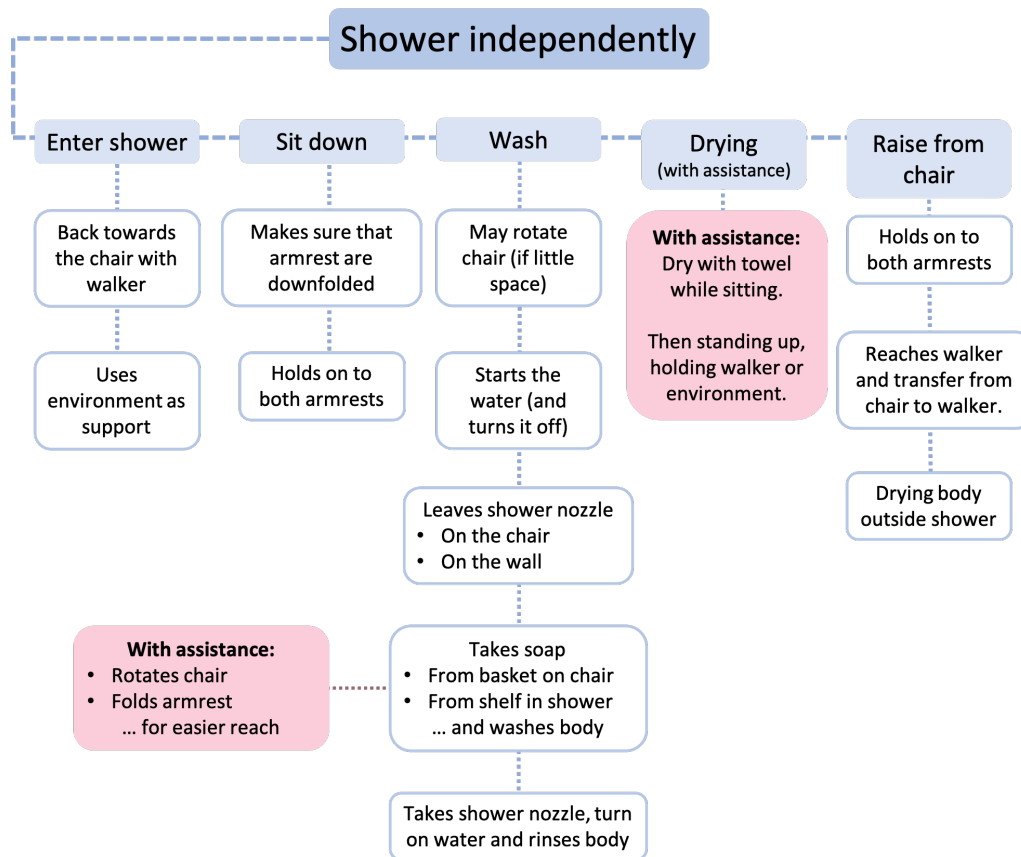 Shower independently
Enter shower
Back towards
the chair with
walker
Uses
environment as
support
Sit down
Makes sure that
armrest are
downfolded
Holds on to
both armrests
Wash
May rotate
chair (if little
space)
Starts the
water (and
turns it off)
Leaves shower nozzle
• On the chair
• On the wall
Takes soap
• From basket on chair
• From shelf in shower
... and washes body
With assistance:
• Rotates chair
• Folds armrest
... for easier reach
Takes shower nozzle, turn
on water and rinses body
Drying
(with assistance)
With assistance:
Dry with towel
while sitting.
Then standing up,
holding walker or
environment.
Raise from
chair
Holds on to
both armrests
Reaches walker
and transfer from
chair to walker.
Drying body
outside shower